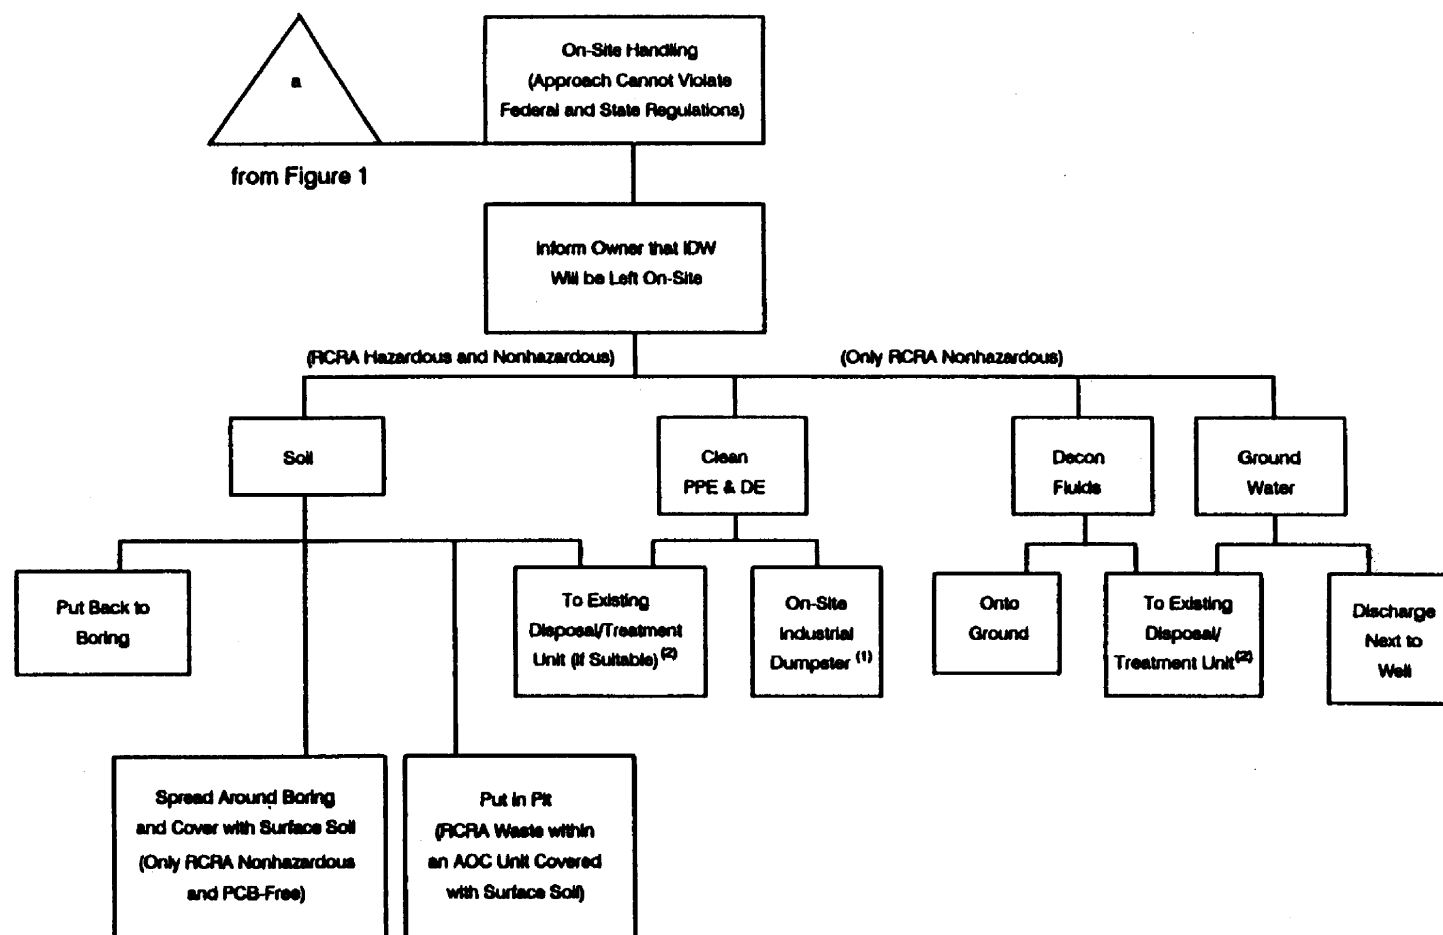 a
from Figure 1
On-Site Handling
(Approach Cannot Violate
Federal and State Regulations)
Inform Owner that IDW
Will be Left On-Site
(RCRA Hazardous and Nonhazardous)
(Only RCRA Nonhazardous)
Soil
Clean
PPE & DE
Decon
Fluids
Ground
Water
Put Back to
Boring
To Existing
Disposal/Treatment
Unit (If Suitable) (2)
On-Site
Industrial
Dumpster (1)
Onto
Ground
To Existing
Disposal/
Treatment Unit(2)
Discharge
Next to
Well
Spread Around Boring
and Cover with Surface Soil
(Only RCRA Nonhazardous
and PCB-Free)
Put in Pit
(RCRA Waste within
an AOC Unit Covered
with Surface Soil)